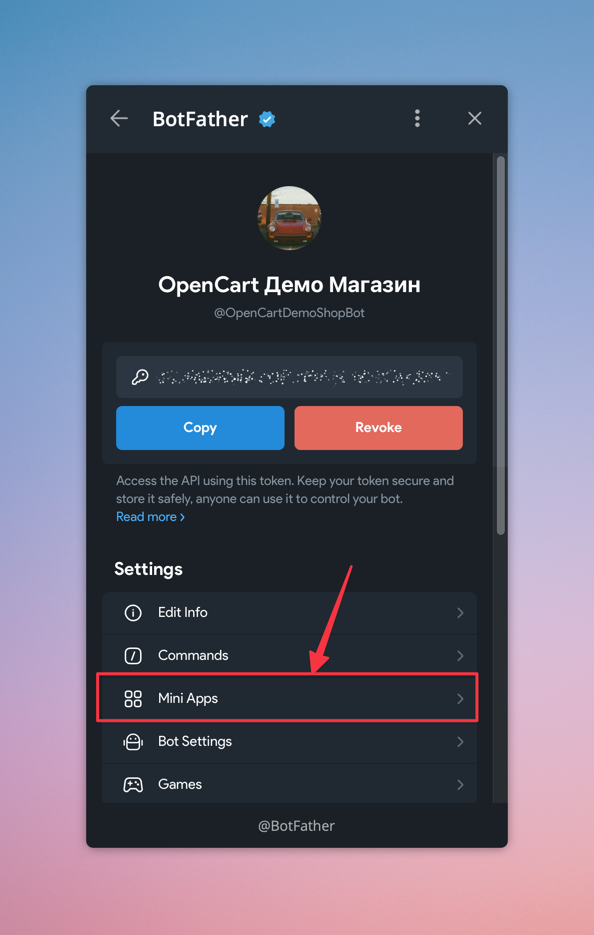 BotFather
OpenCart Демо Магазин
@OpenCartDemoShopBot
Copy
Revoke
Access the API using this token. Keep your token secure and
store it safely, anyone can use it to control your bot.
Read more
Settings
Edit Info
Commands
Mini Apps
Bot Settings
Games
@BotFather